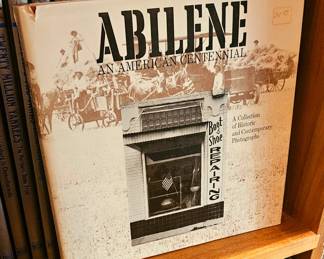 ABILENE
AN AMERICAN CENTENNIAL
A Collection
of Historic
and Contemporary
Photographs
Boot
&
Shoe
REPAIRING